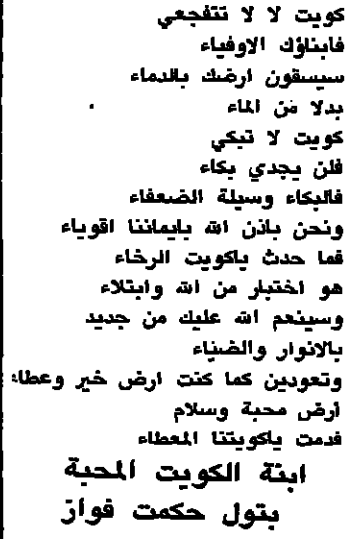 كويت لا لا تتفجعي
فابناؤك الاوفياء
سيسقون ارضك بالدماء
بدلا من الماء
كويت لا تبكي
فلن يجدي بكاء
فالبكاء وسيلة الضعفاء
ونحن باذن الله بايماننا اقوياء
فما حدث ياكويت الرخاء
هو اختبار من الله وابتلاء
وسينعم الله عليك من جديد
بالانوار والضياء
وتعودين كما كنت ارض خير وعطاء
أرض محبة وسلام
فدمت ياكويتنا المعطاء
ابنة الكويت المحبة
بتول حكمت فواز